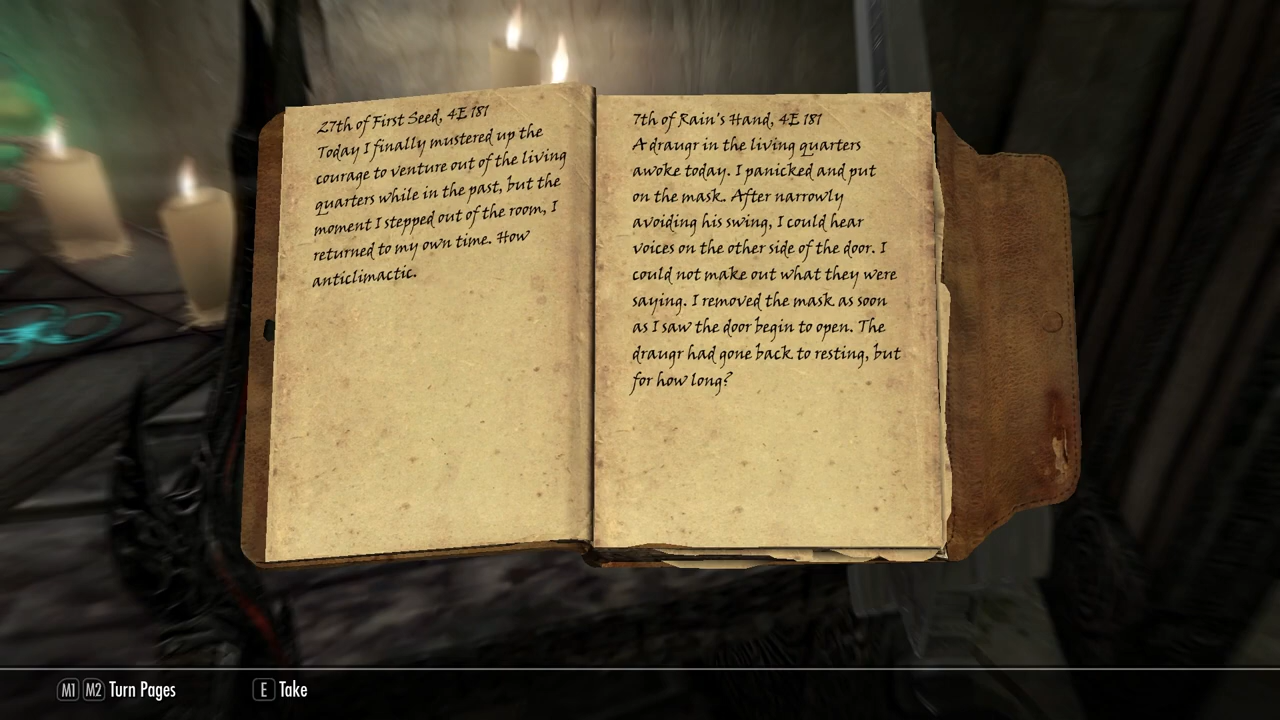 27th of First Seed, 4E 181
Today I finally mustered up the
courage to venture out of the living
quarters while in the past, but the
moment I stepped out of the room, I
returned to my own time. How
anticlimactic.
7th of Rain's Hand, 4E 181
A draugr in the living quarters
awoke today. I panicked and put
on the mask. After narrowly
avoiding his swing, I could hear
voices on the other side of the door. I
could not make out what they were
saying. I removed the mask as soon
as I saw the door begin to open. The
draugr had gone back to resting, but
for how long?
M1 M2 Turn Pages
E Take